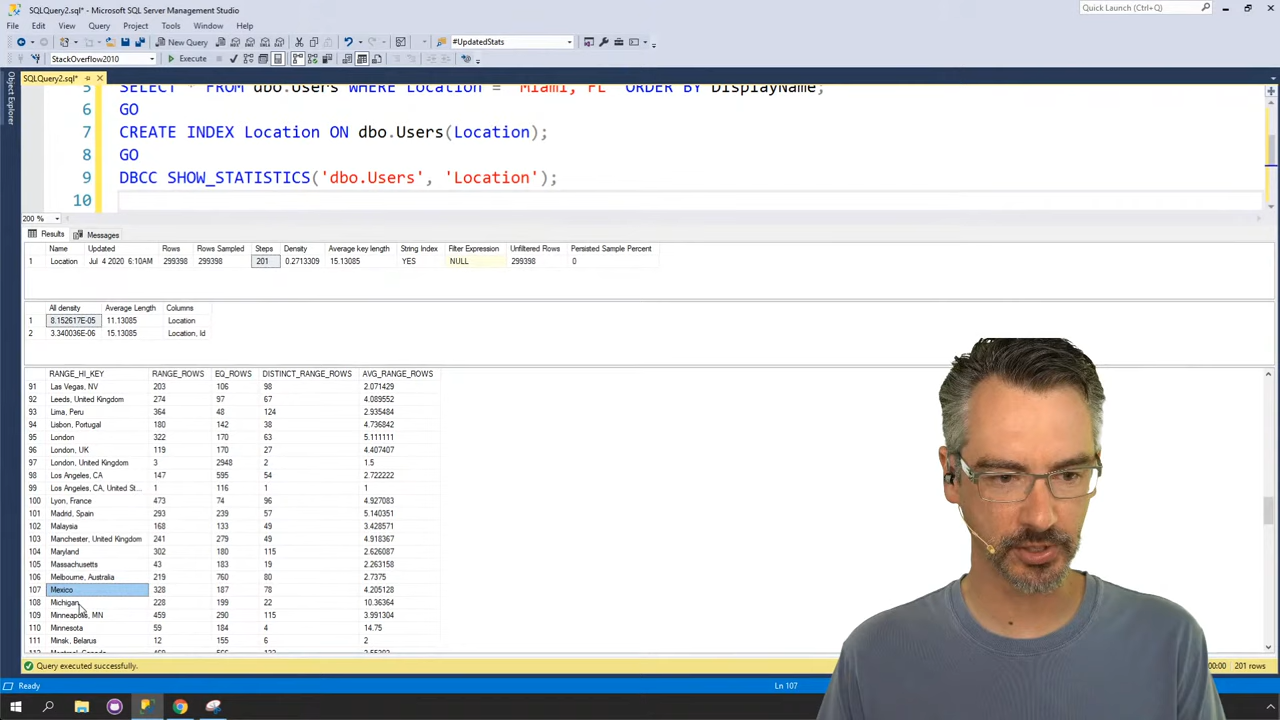 SQLQuery2.sql* - Microsoft SQL Server Management Studio
Quick Launch (Ctrl+Q)
File Edit View Query Project Tools Window Help
New Query #UpdatedStats
StackOverflow2010 Execute
SQLQuery2.sql*
Object Explorer
5 SELECT * FROM dbo.Users WHERE Location = 'Miami, FL' ORDER BY DisplayName;
6 GO
7 CREATE INDEX Location ON dbo.Users(Location);
8 GO
9 DBCC SHOW_STATISTICS('dbo.Users', 'Location');
10
200 %
Results Messages
Name Updated Rows Rows Sampled Steps Density Average key length String Index Filter Expression Unfiltered Rows Persisted Sample Percent
1 Location Jul 4 2020 6:10AM 299398 299398 201 0.2713309 15.13085 YES NULL 299398 0
All density Average Length Columns
1 8.152617E-05 11.13085 Location
2 3.340036E-06 15.13085 Location, Id
RANGE_HI_KEY RANGE_ROWS EQ_ROWS DISTINCT_RANGE_ROWS AVG_RANGE_ROWS
91 Las Vegas, NV 203 106 98 2.071429
92 Leeds, United Kingdom 274 97 67 4.089552
93 Lima, Peru 364 48 124 2.935484
94 Lisbon, Portugal 180 142 38 4.736842
95 London 322 170 63 5.111111
96 London, UK 119 170 27 4.407407
97 London, United Kingdom 3 2948 2 1.5
98 Los Angeles, CA 147 595 54 2.722222
99 Los Angeles, CA, United St... 1 116 1 1
100 Lyon, France 473 74 96 4.927083
101 Madrid, Spain 293 239 57 5.140351
102 Malaysia 168 133 49 3.428571
103 Manchester, United Kingdom 241 279 49 4.918367
104 Maryland 302 180 115 2.626087
105 Massachusetts 43 183 19 2.263158
106 Melbourne, Australia 219 760 80 2.7375
107 Mexico 328 187 78 4.205128
108 Michigan 228 199 22 10.36364
109 Minneapolis, MN 459 290 115 3.991304
110 Minnesota 59 184 4 14.75
111 Minsk, Belarus 12 155 6 2
Query executed successfully. 00:00 201 rows
Ready Ln 107